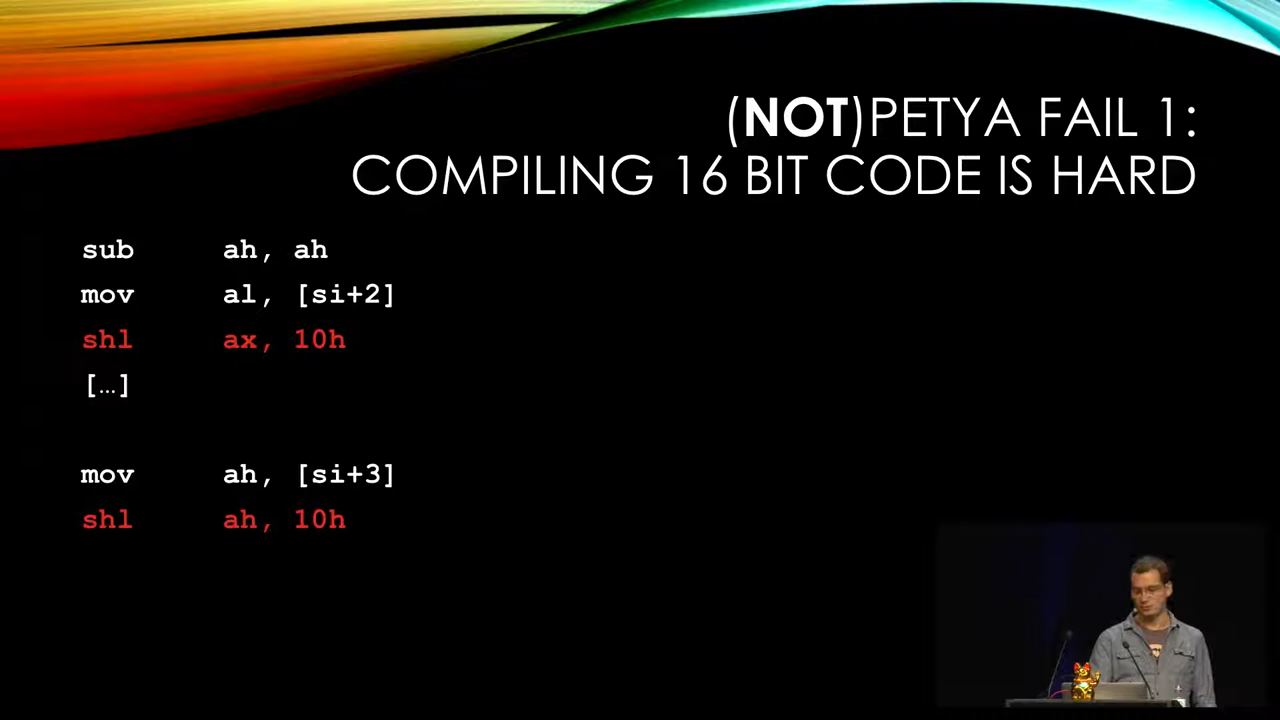 (NOT)PETYA FAIL 1:
COMPILING 16 BIT CODE IS HARD
sub ah, ah
mov al, [si+2]
shl ax, 10h
[…]
mov ah, [si+3]
shl ah, 10h